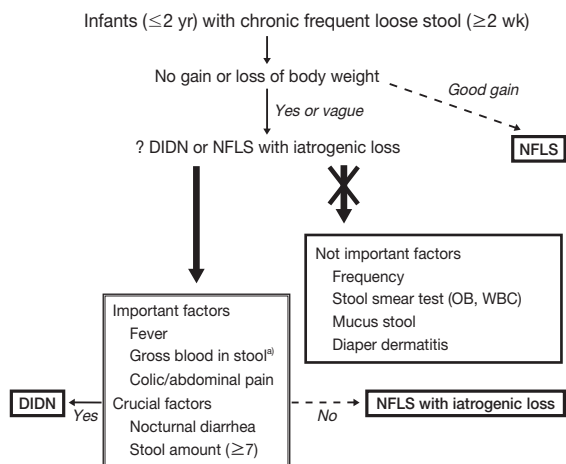 Infants (≤2 yr) with chronic frequent loose stool (≥2 wk)
No gain or loss of body weight
Good gain
Yes or vague
NFLS
? DIDN or NFLS with iatrogenic loss
Not important factors
Frequency
Stool smear test (OB, WBC)
Mucus stool
Diaper dermatitis
Important factors
Fever
Gross blood in stool a)
Colic/abdominal pain
Crucial factors
Nocturnal diarrhea
Stool amount (≥7)
DIDN
Yes
No
NFLS with iatrogenic loss